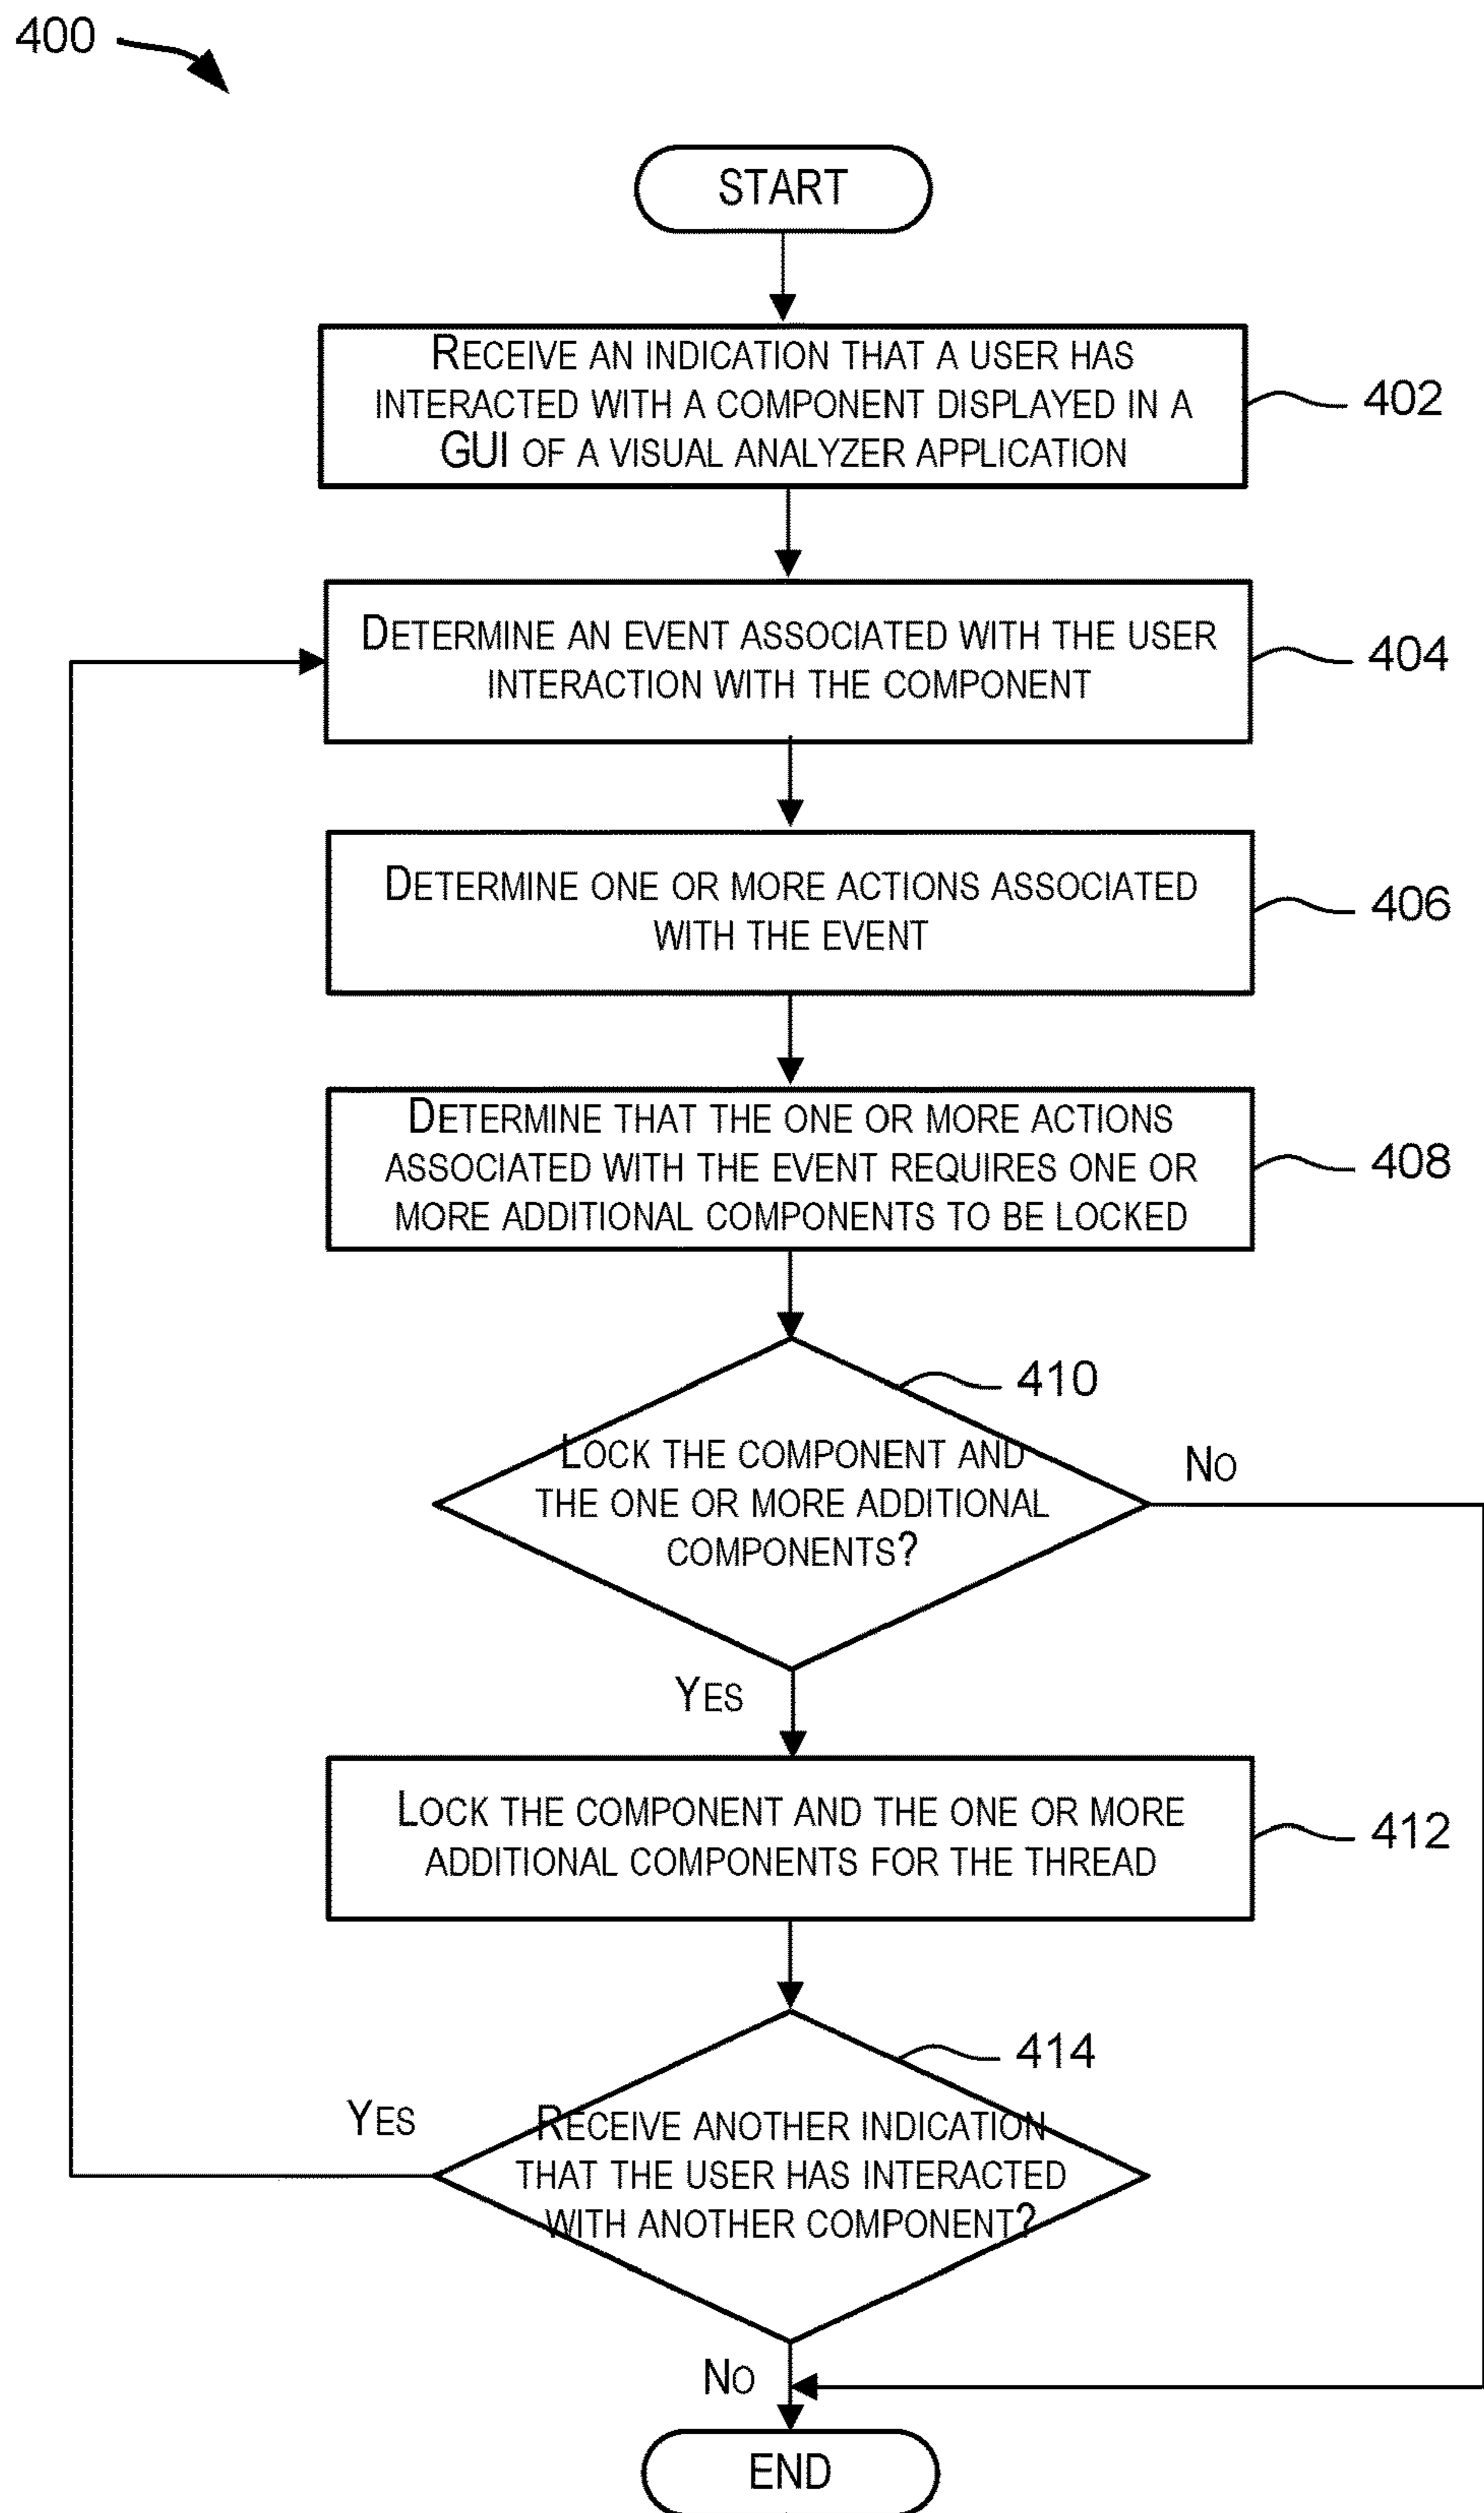 400
START
RECEIVE AN INDICATION THAT A USER HAS
INTERACTED WITH A COMPONENT DISPLAYED IN A
GUI OF A VISUAL ANALYZER APPLICATION
402
DETERMINE AN EVENT ASSOCIATED WITH THE USER
INTERACTION WITH THE COMPONENT
404
DETERMINE ONE OR MORE ACTIONS ASSOCIATED
WITH THE EVENT
406
DETERMINE THAT THE ONE OR MORE ACTIONS
ASSOCIATED WITH THE EVENT REQUIRES ONE OR
MORE ADDITIONAL COMPONENTS TO BE LOCKED
408
410
LOCK THE COMPONENT AND
THE ONE OR MORE ADDITIONAL
COMPONENTS?
NO
YES
LOCK THE COMPONENT AND THE ONE OR MORE
ADDITIONAL COMPONENTS FOR THE THREAD
412
414
YES
RECEIVE ANOTHER INDICATION
THAT THE USER HAS INTERACTED
WITH ANOTHER COMPONENT?
NO
END